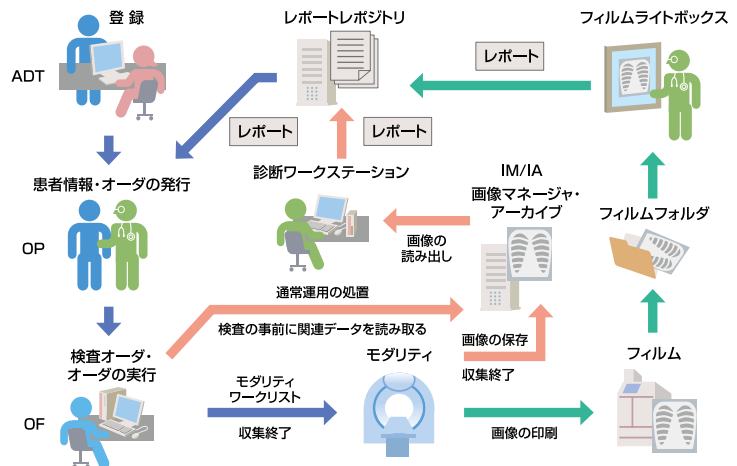 登 録
ADT
レポートレポジトリ
フィルムライトボックス
レポート
レポート
レポート
患者情報・オーダの発行
OP
診断ワークステーション
IM/IA
画像マネージャ・
アーカイブ
画像の
読み出し
フィルムフォルダ
通常運用の処置
検査の事前に関連データを読み取る
画像の保存
収集終了
検査オーダ・
オーダの実行
OF
モダリティ
ワークリスト
収集終了
モダリティ
画像の印刷
フィルム